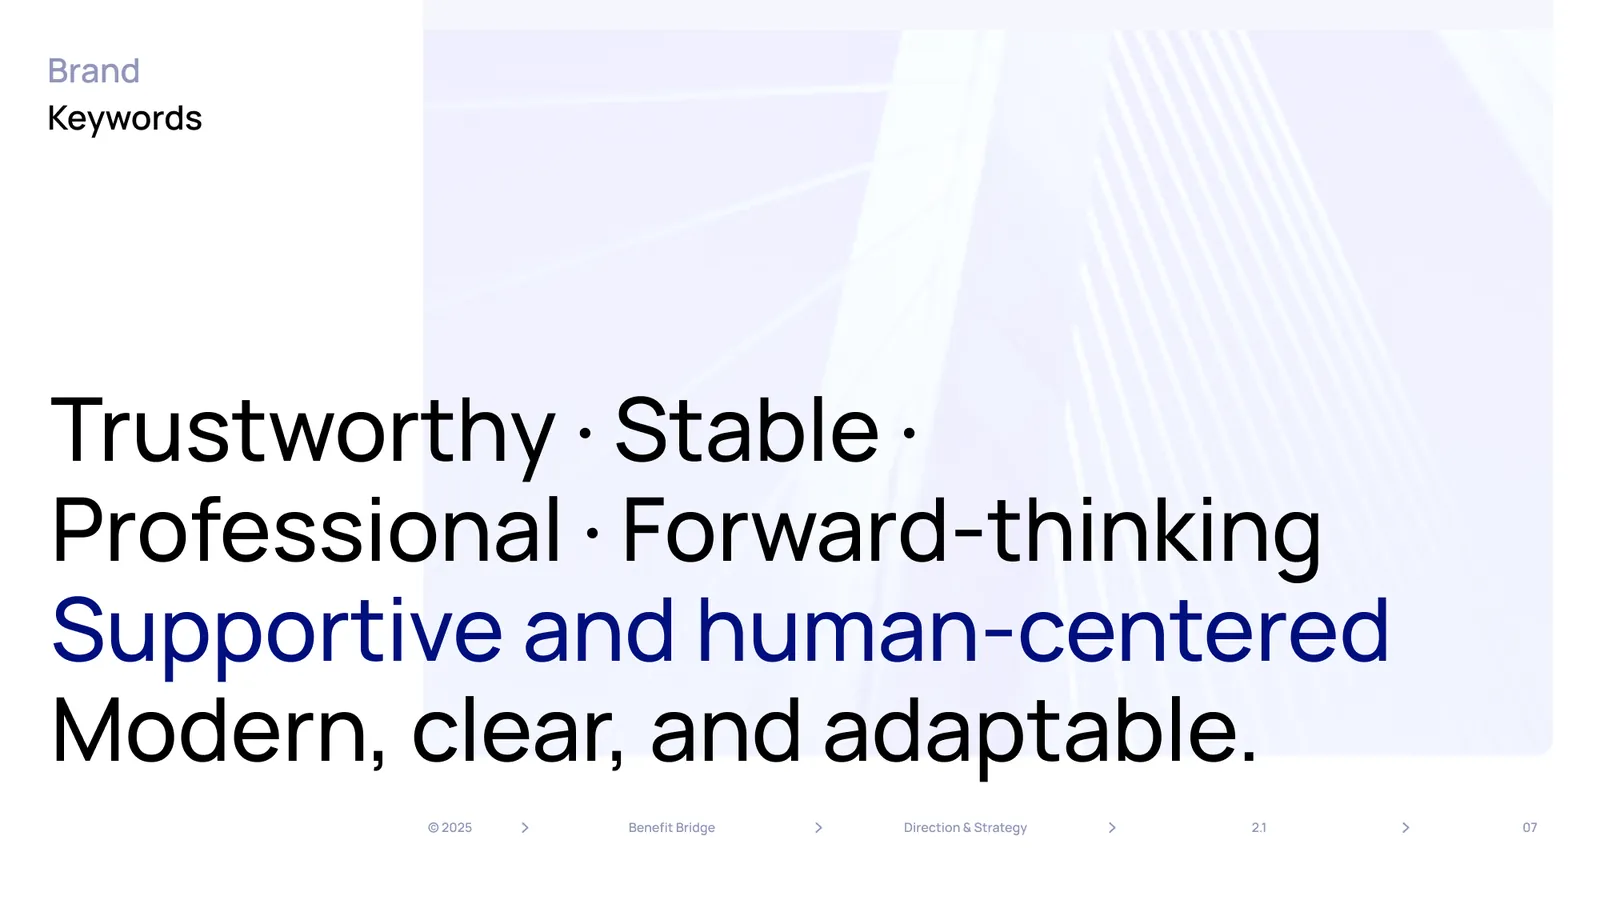 Brand
Keywords
Trustworthy · Stable ·
Professional · Forward-thinking
Supportive and human-centered
Modern, clear, and adaptable.
© 2025 > Benefit Bridge > Direction & Strategy > 2.1 > 07